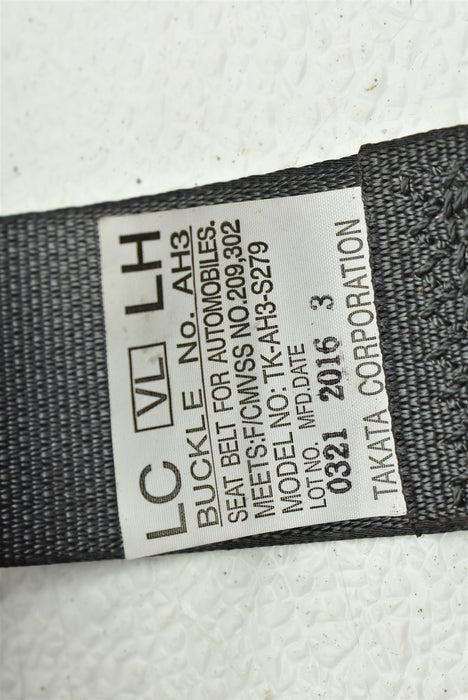 LC VL LH
BUCKLE No. AH3
SEAT BELT FOR AUTOMOBILES.
MEETS:F/CMVSS NO.209,302
MODEL NO: TK-AH3-S279
LOT NO. MFD.DATE
0321 2016 3
TAKATA CORPORATION